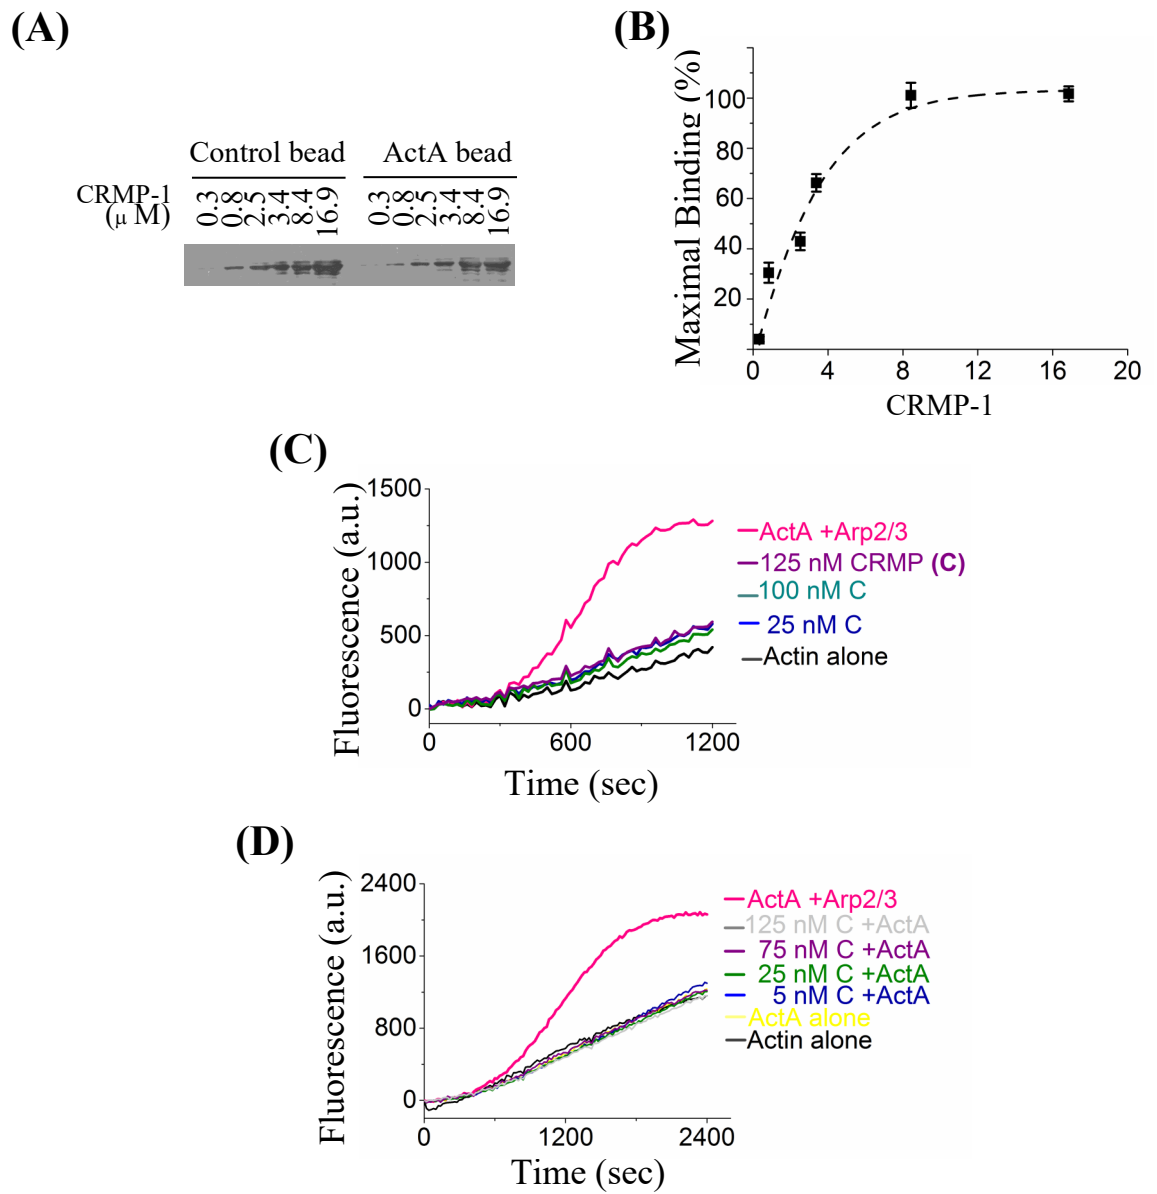 (A)
Control bead ActA bead
CRMP-1
(μ M)
0.3 0.8 2.5 3.4 8.4 16.9 0.3 0.8 2.5 3.4 8.4 16.9
(B)
Maximal Binding (%)
100
80
60
40
20
0 4 8 12 16 20
CRMP-1
(C)
Fluorescence (a.u.)
1500
1000
500
0
0 600 1200
Time (sec)
ActA +Arp2/3
125 nM CRMP (C)
100 nM C
25 nM C
Actin alone
(D)
Fluorescence (a.u.)
2400
1600
800
0
0 1200 2400
Time (sec)
ActA +Arp2/3
125 nM C +ActA
75 nM C +ActA
25 nM C +ActA
5 nM C +ActA
ActA alone
Actin alone